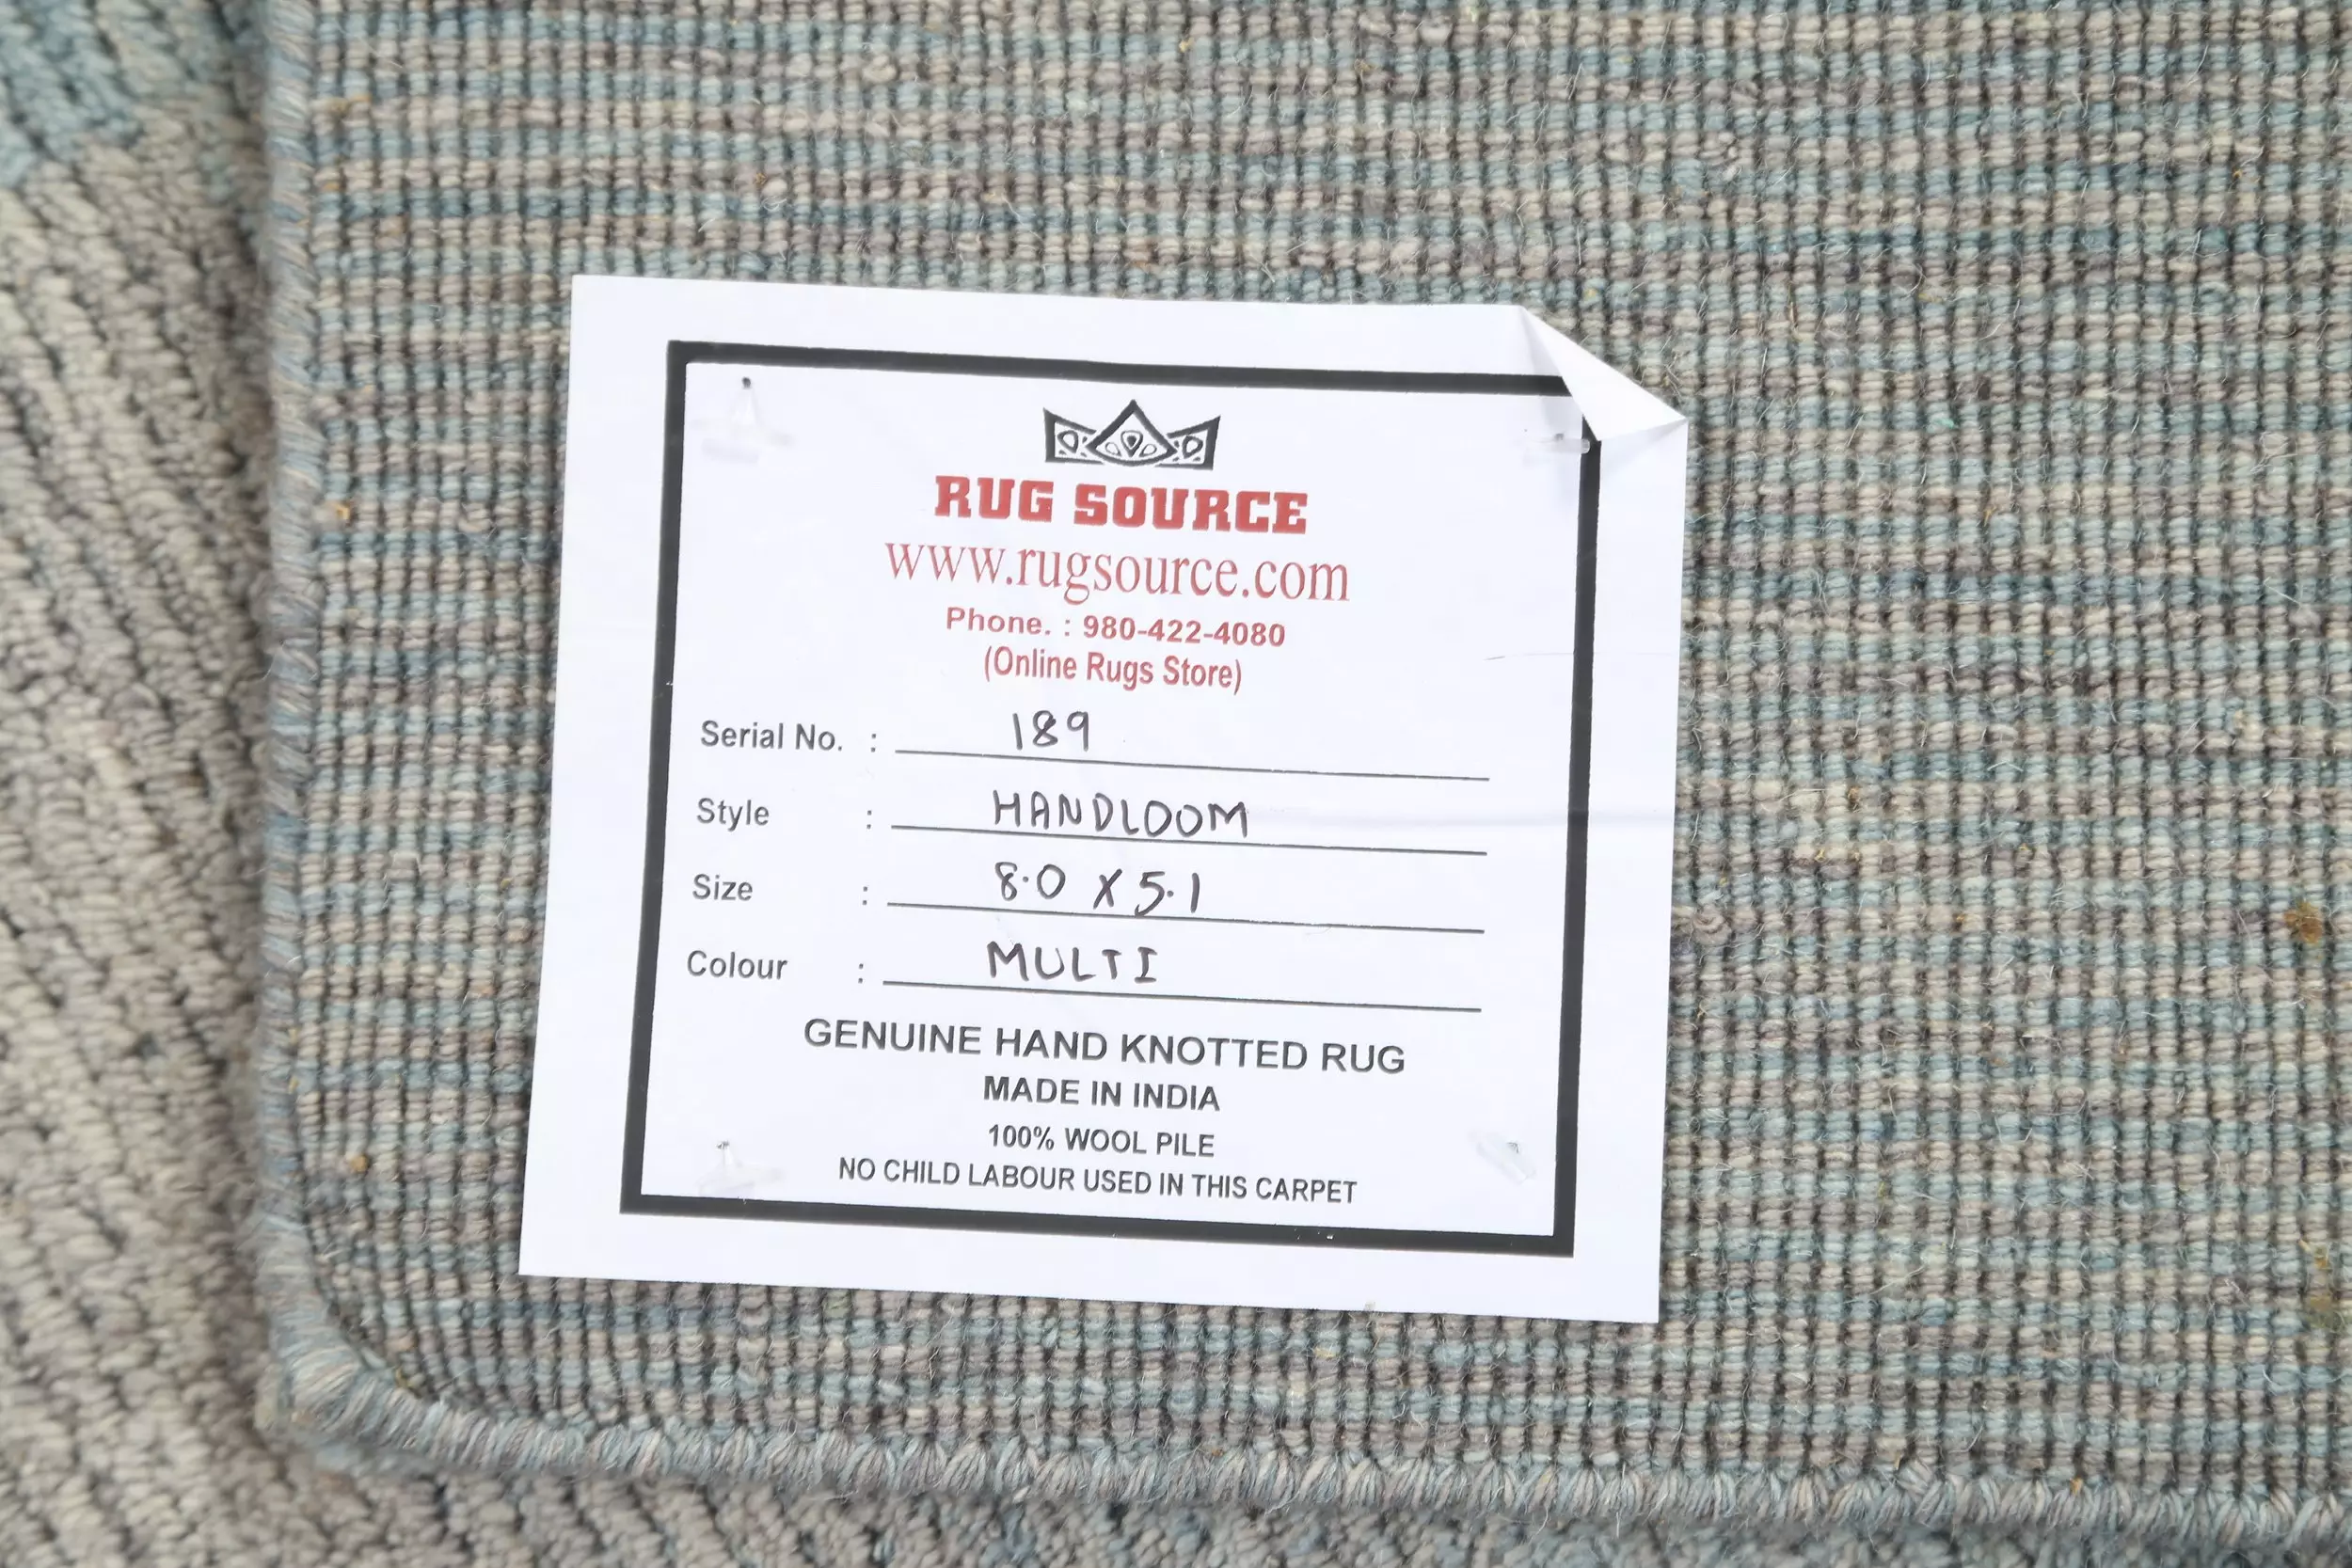 RUG SOURCE
www.rugsource.com
Phone. : 980-422-4080
(Online Rugs Store)
Serial No. : 189
Style : HANDLOOM
Size : 8.0 X 5.1
Colour : MULTI
GENUINE HAND KNOTTED RUG
MADE IN INDIA
100% WOOL PILE
NO CHILD LABOUR USED IN THIS CARPET